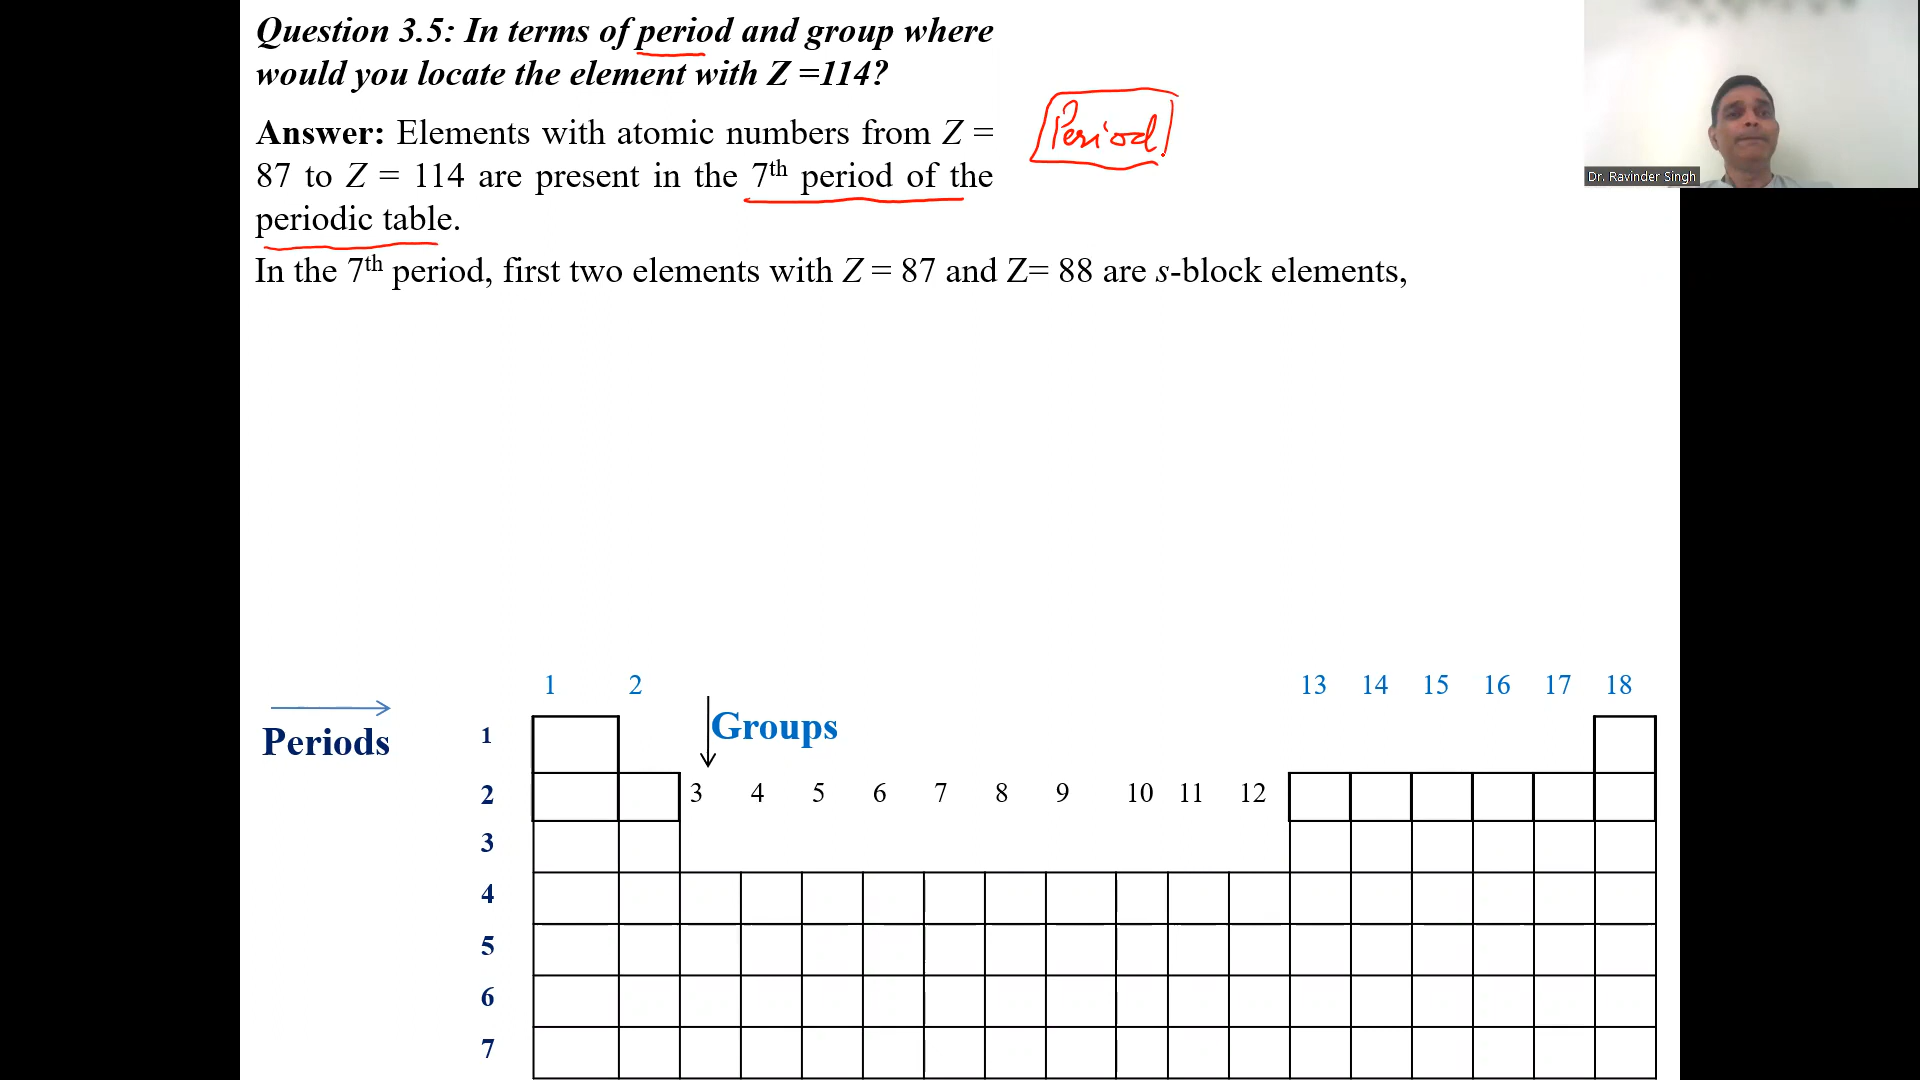 Question 3.5: In terms of period and group where
would you locate the element with Z =114?
Answer: Elements with atomic numbers from Z =
87 to Z = 114 are present in the 7th period of the
periodic table.
Period
Dr. Ravinder Singh
In the 7th period, first two elements with Z = 87 and Z= 88 are s-block elements,
1 2 13 14 15 16 17 18
Periods 1 Groups
2 3 4 5 6 7 8 9 10 11 12
3
4
5
6
7